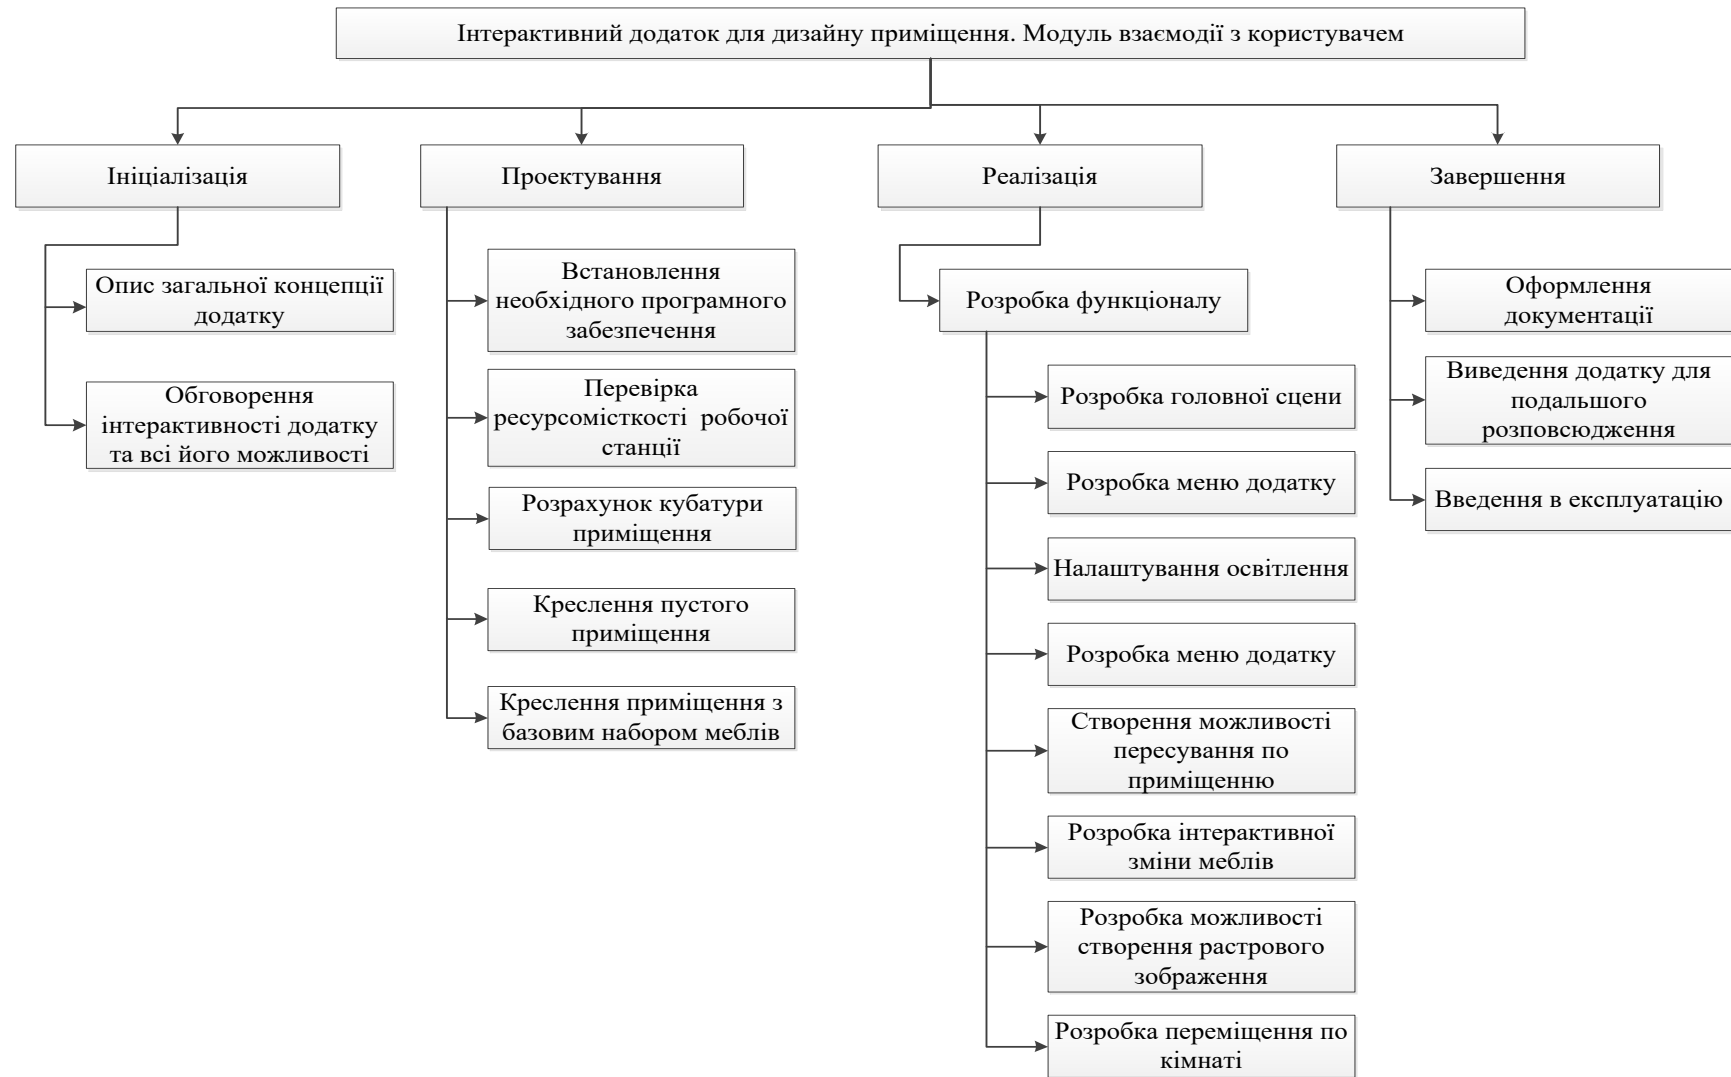 Інтерактивний додаток для дизайну приміщення. Модуль взаємодії з користувачем
Ініціалізація
Опис загальної концепції
додатку
Обговорення
інтерактивності додатку
та всі його можливості
Проектування
Встановлення
необхідного програмного
забезпечення
Перевірка
ресурсомісткості робочої
станції
Розрахунок кубатури
приміщення
Креслення пустого
приміщення
Креслення приміщення з
базовим набором меблів
Реалізація
Розробка функціоналу
Розробка головної сцени
Розробка меню додатку
Налаштування освітлення
Розробка меню додатку
Створення можливості
пересування по
приміщенню
Розробка інтерактивної
зміни меблів
Розробка можливості
створення растрового
зображення
Розробка переміщення по
кімнаті
Завершення
Оформлення
документації
Виведення додатку для
подальшого
розповсюдження
Введення в експлуатацію